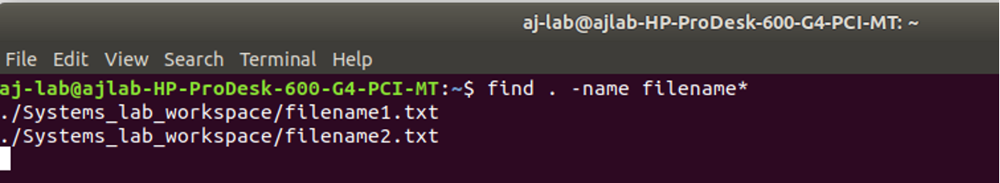 aj-lab@ajlab-HP-ProDesk-600-G4-PCI-MT: ~
File Edit View Search Terminal Help
aj-lab@ajlab-HP-ProDesk-600-G4-PCI-MT:~$ find . -name filename*
./Systems_lab_workspace/filename1.txt
./Systems_lab_workspace/filename2.txt